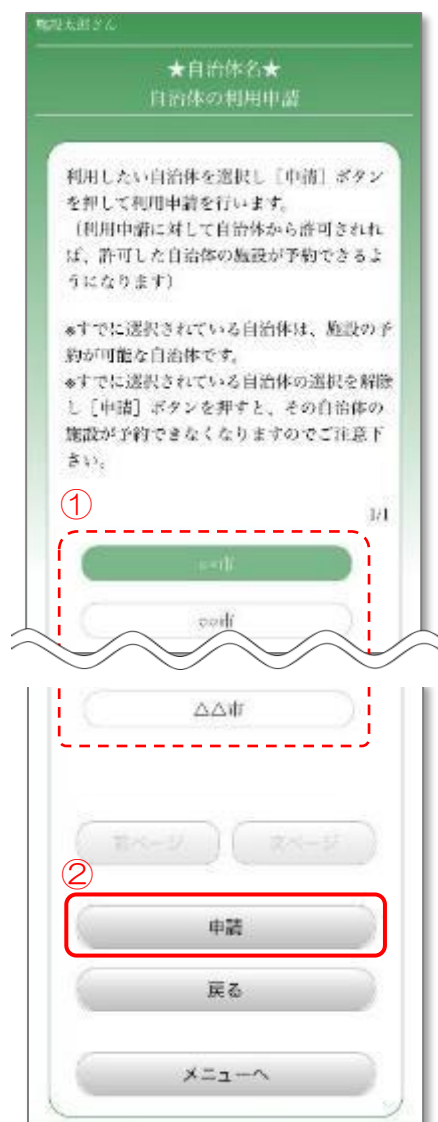 施設太郎さん
★自治体名★
自治体の利用申請
利用したい自治体を選択し［申請］ボタン
を押して利用申請を行います。
（利用申請に対して自治体から許可されれ
ば、許可した自治体の施設が予約できるよ
うになります）
※すでに選択されている自治体は、施設の予
約が可能な自治体です。
※すでに選択されている自治体の選択を解除
し［申請］ボタンを押すと、その自治体の
施設が予約できなくなりますのでご注意下
さい。
①
1/1
○○市
△△市
前ページ
次ページ
②
申請
戻る
メニューへ